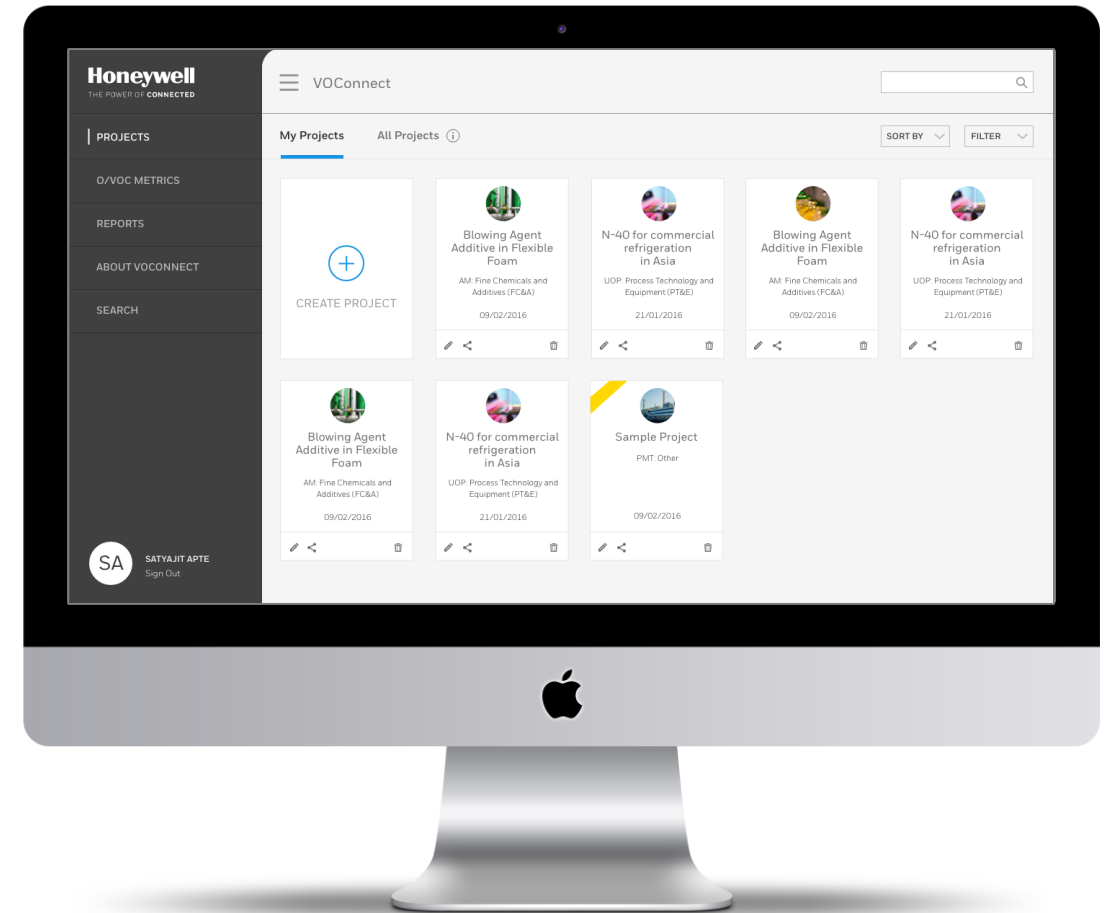 Honeywell
THE POWER OF CONNECTED
PROJECTS
O/VOC METRICS
REPORTS
ABOUT VOCONNECT
SEARCH
SA
SATYAJIT APTE
Sign Out
VOConnect
My Projects
All Projects
i
SORT BY
FILTER
CREATE PROJECT
Blowing Agent
Additive in Flexible
Foam
AM: Fine Chemicals and
Additives (FC&A)
09/02/2016
N-40 for commercial
refrigeration
in Asia
UOP: Process Technology and
Equipment (PT&E)
21/01/2016
Blowing Agent
Additive in Flexible
Foam
AM: Fine Chemicals and
Additives (FC&A)
09/02/2016
N-40 for commercial
refrigeration
in Asia
UOP: Process Technology and
Equipment (PT&E)
21/01/2016
Blowing Agent
Additive in Flexible
Foam
AM: Fine Chemicals and
Additives (FC&A)
09/02/2016
N-40 for commercial
refrigeration
in Asia
UOP: Process Technology and
Equipment (PT&E)
21/01/2016
Sample Project
PMT: Other
09/02/2016